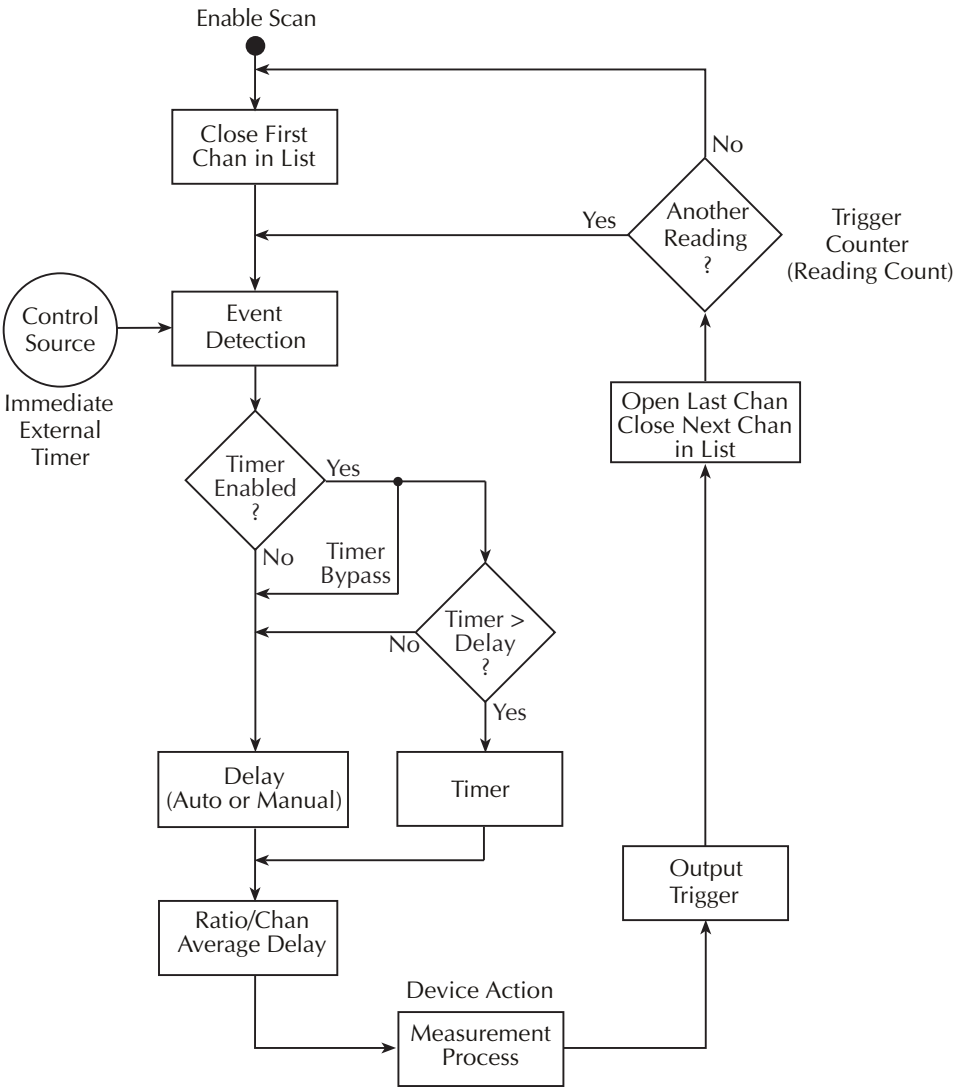 Enable Scan
Close First
Chan in List
No
Another
Reading
?
Yes
Trigger
Counter
(Reading Count)
Control
Source
Event
Detection
Immediate
External
Timer
Open Last Chan
Close Next Chan
in List
Timer
Enabled
?
Yes
No
Timer
Bypass
Timer >
Delay
?
No
Yes
Delay
(Auto or Manual)
Timer
Output
Trigger
Ratio/Chan
Average Delay
Device Action
Measurement
Process